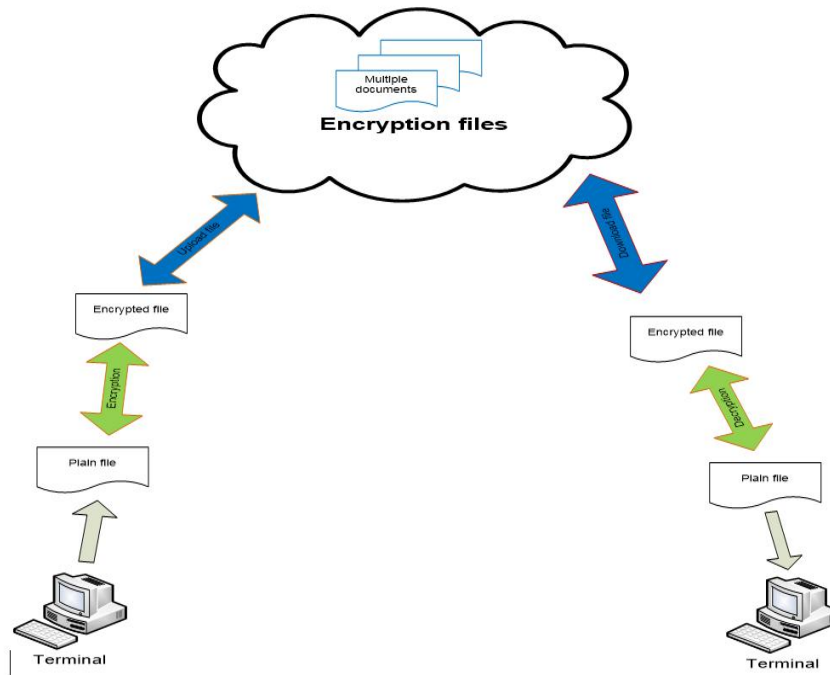 Multiple
documents
Encryption files
Upload file
Download file
Encrypted file
Encrypted file
Encryption
Decryption
Plain file
Plain file
Terminal
Terminal